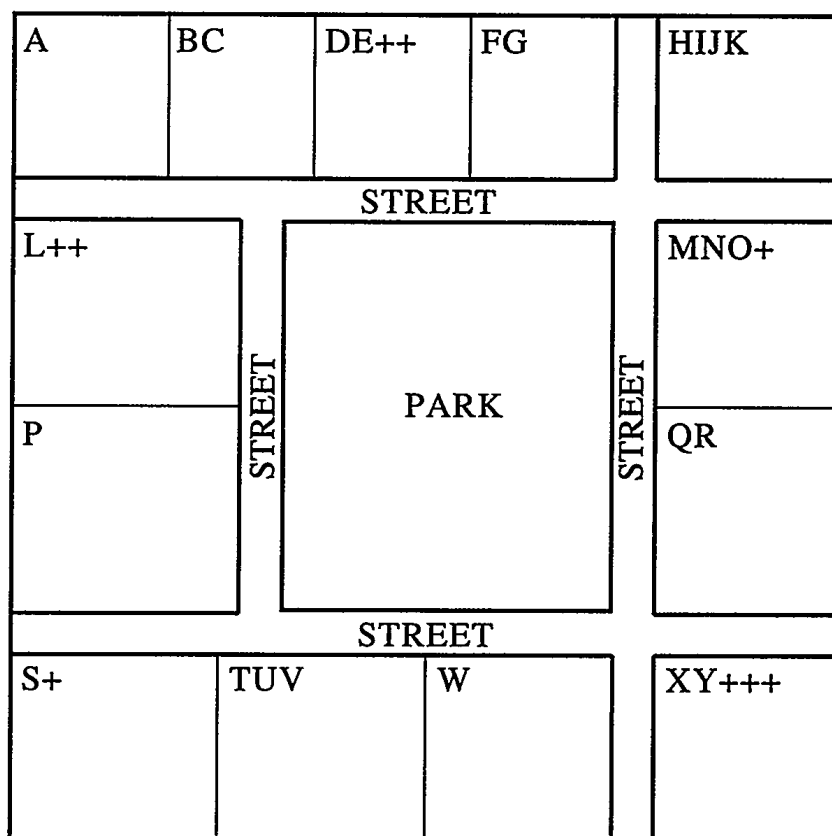 A
BC
DE++
FG
HIJK
STREET
L++
MNO+
STREET
PARK
STREET
P
QR
STREET
S+
TUV
W
XY+++